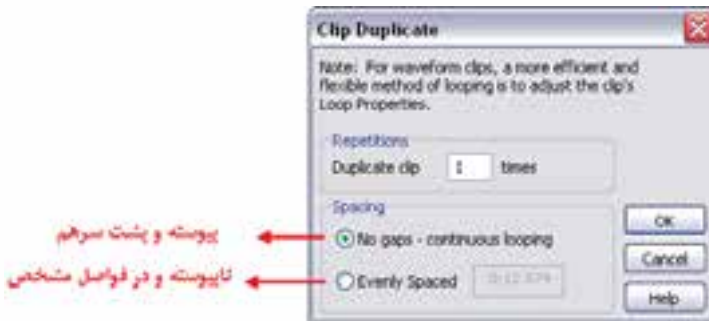 Clip Duplicate
Note: For waveform clips, a more efficient and
flexible method of looping is to adjust the clip's
Loop Properties.
Repetitions
Duplicate clip 1 times
Spacing
No gaps - continuous looping
Evenly Spaced
OK
Cancel
Help
پیوسته و پشت سرهم
ناپیوسته و در فواصل مشخص